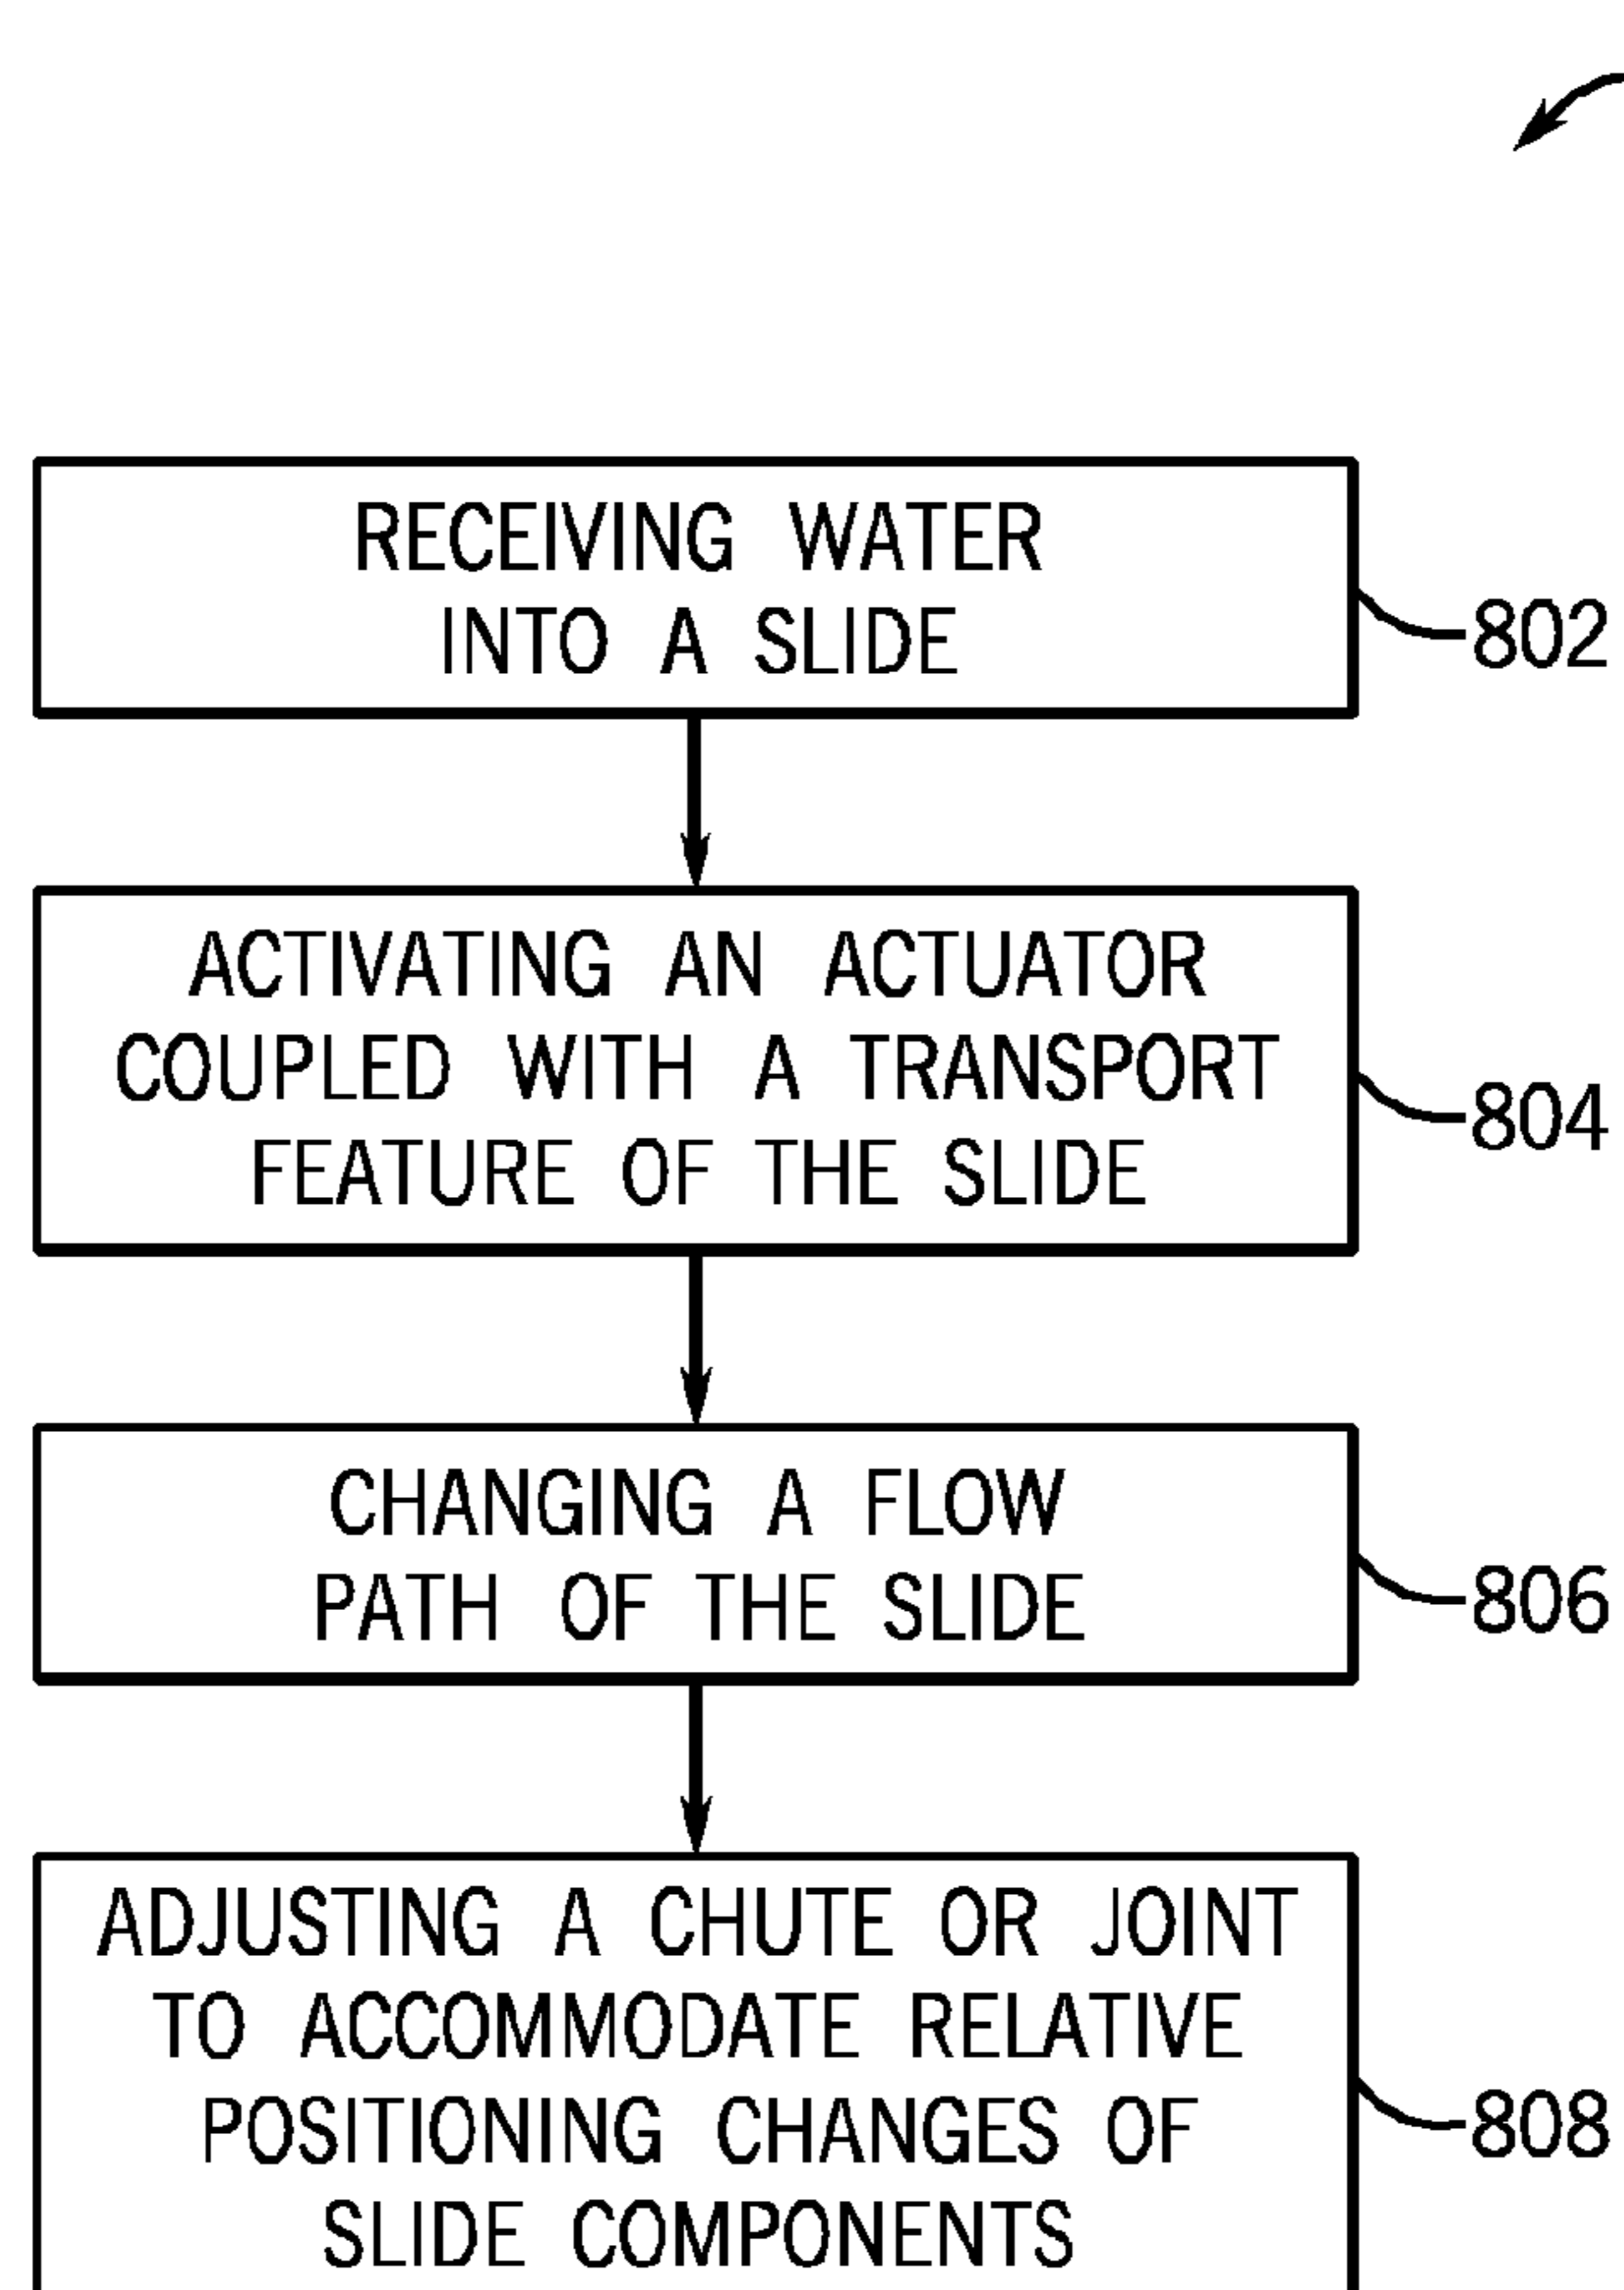 RECEIVING WATER
INTO A SLIDE
802
ACTIVATING AN ACTUATOR
COUPLED WITH A TRANSPORT
FEATURE OF THE SLIDE
804
CHANGING A FLOW
PATH OF THE SLIDE
806
ADJUSTING A CHUTE OR JOINT
TO ACCOMMODATE RELATIVE
POSITIONING CHANGES OF
SLIDE COMPONENTS
808